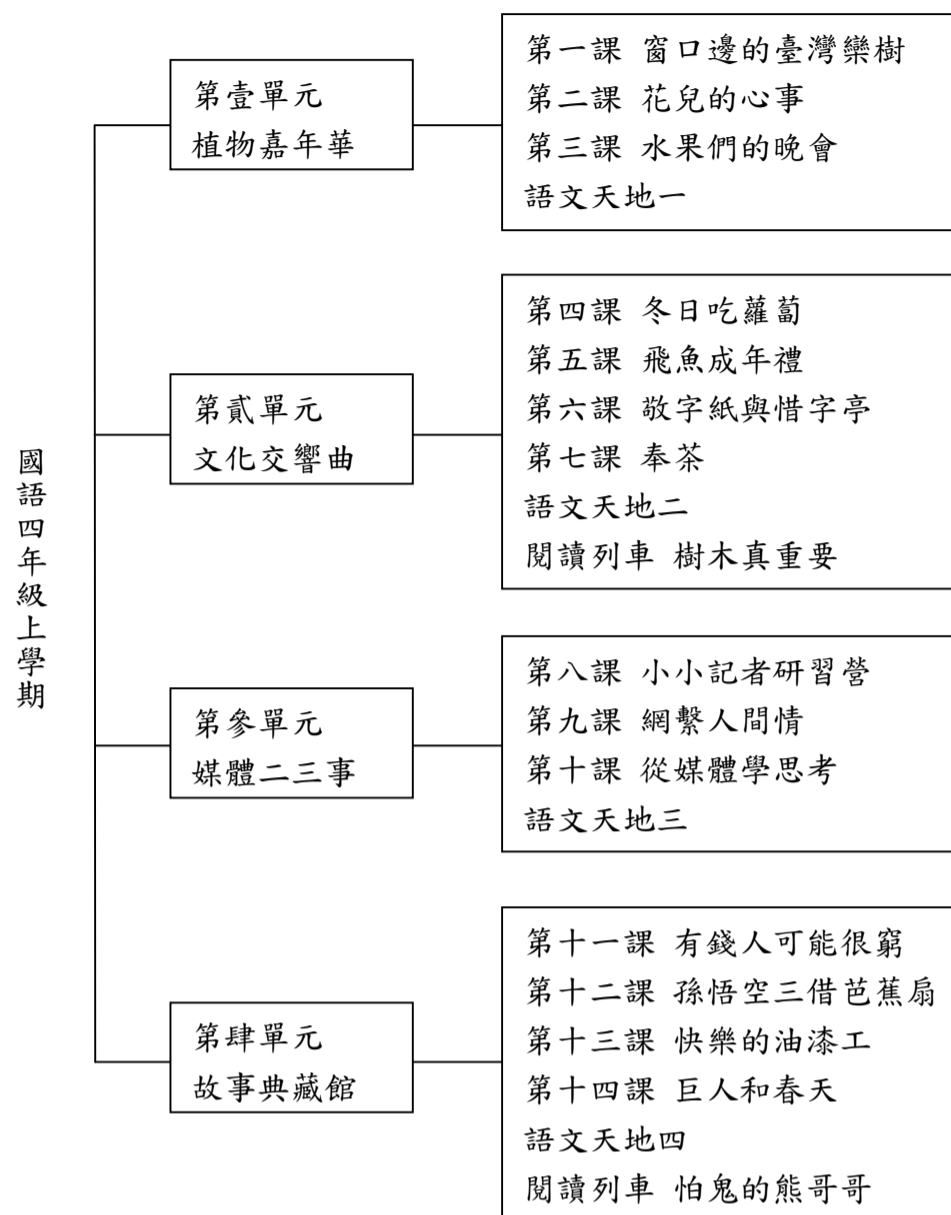 國語四年級上學期
第壹單元
植物嘉年華
第一課 窗口邊的臺灣欒樹
第二課 花兒的心事
第三課 水果們的晚會
語文天地一
第貳單元
文化交響曲
第四課 冬日吃蘿蔔
第五課 飛魚成年禮
第六課 敬字紙與惜字亭
第七課 奉茶
語文天地二
閱讀列車 樹木真重要
第參單元
媒體二三事
第八課 小小記者研習營
第九課 網繫人間情
第十課 從媒體學思考
語文天地三
第肆單元
故事典藏館
第十一課 有錢人可能很窮
第十二課 孫悟空三借芭蕉扇
第十三課 快樂的油漆工
第十四課 巨人和春天
語文天地四
閱讀列車 怕鬼的熊哥哥